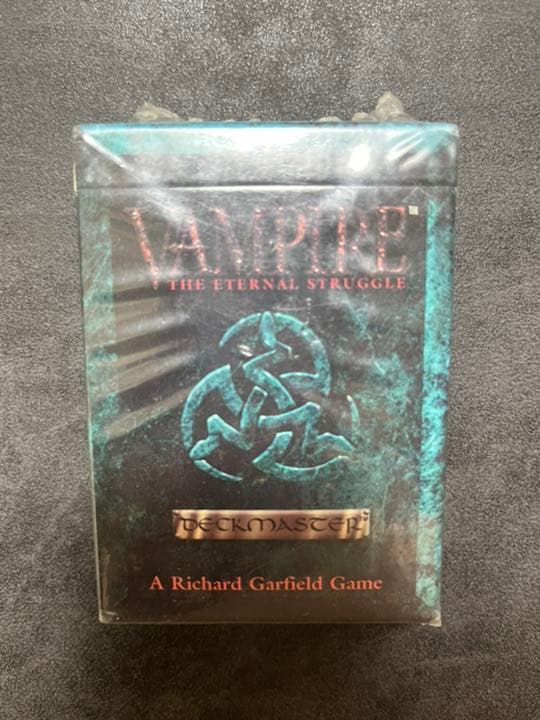 VAMPIRE
THE ETERNAL STRUGGLE
DECKMASTER
A Richard Garfield Game